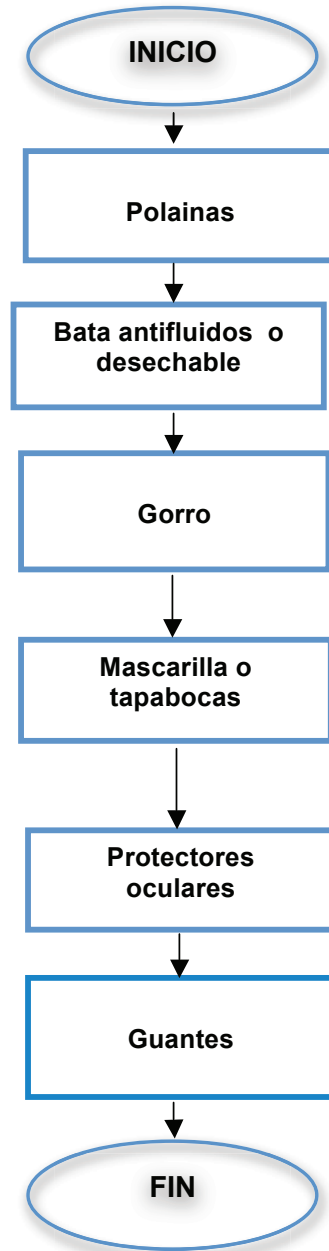 INICIO
Polainas
Bata antifluidos o
desechable
Gorro
Mascarilla o
tapabocas
Protectores
oculares
Guantes
FIN